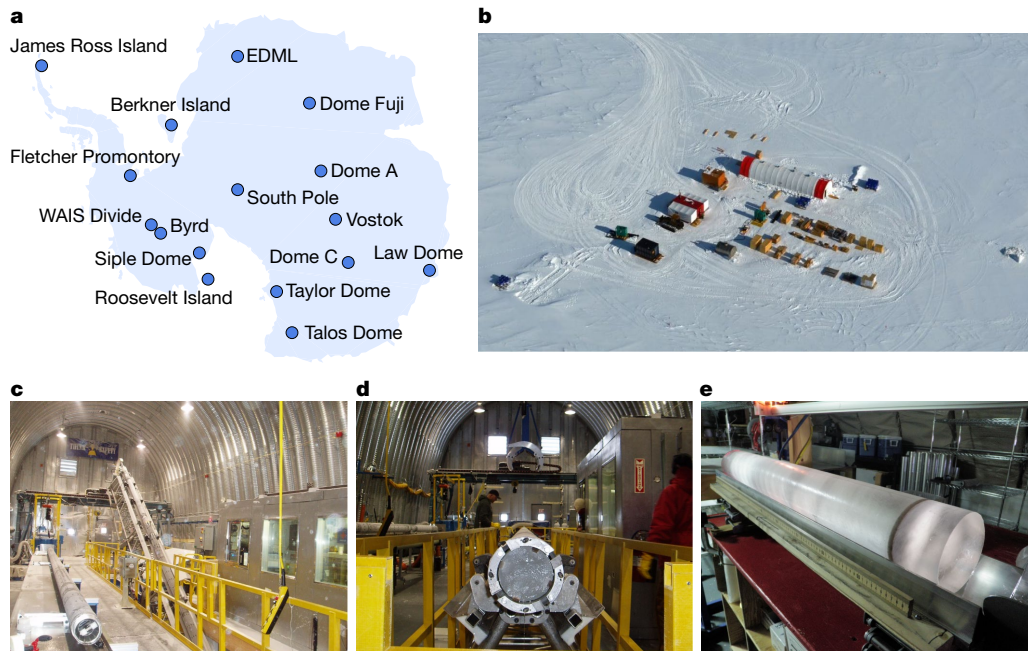 a
James Ross Island
EDML
Berkner Island
Dome Fuji
Fletcher Promontory
Dome A
South Pole
WAIS Divide
Byrd
Vostok
Siple Dome
Dome C
Law Dome
Roosevelt Island
Taylor Dome
Talos Dome
b
c
d
e